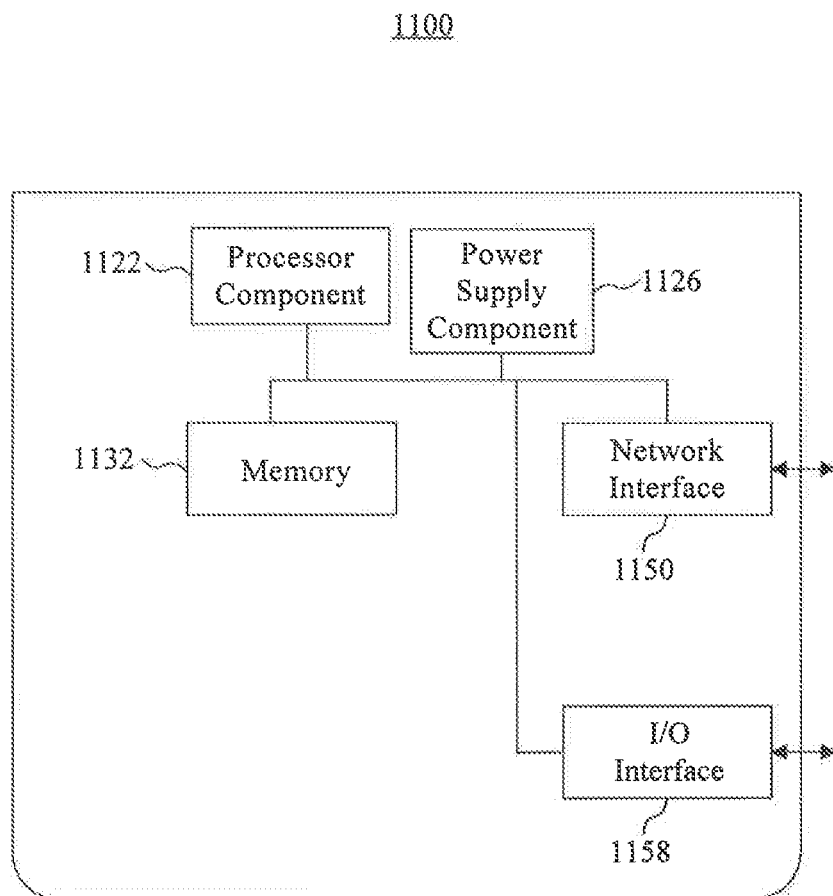 1100
Processor
Component
1122
Power
Supply
Component
1126
1132
Memory
Network
Interface
1150
I/O
Interface
1158